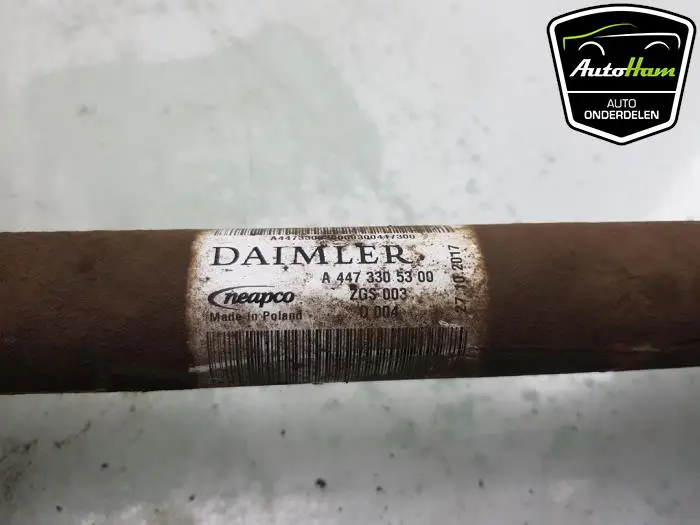 AutoHam
AUTO
ONDERDELEN
DAIMLER
A 447 330 53 00
neapco
ZGS 003
Made in Poland
Q 004
27.10.2017